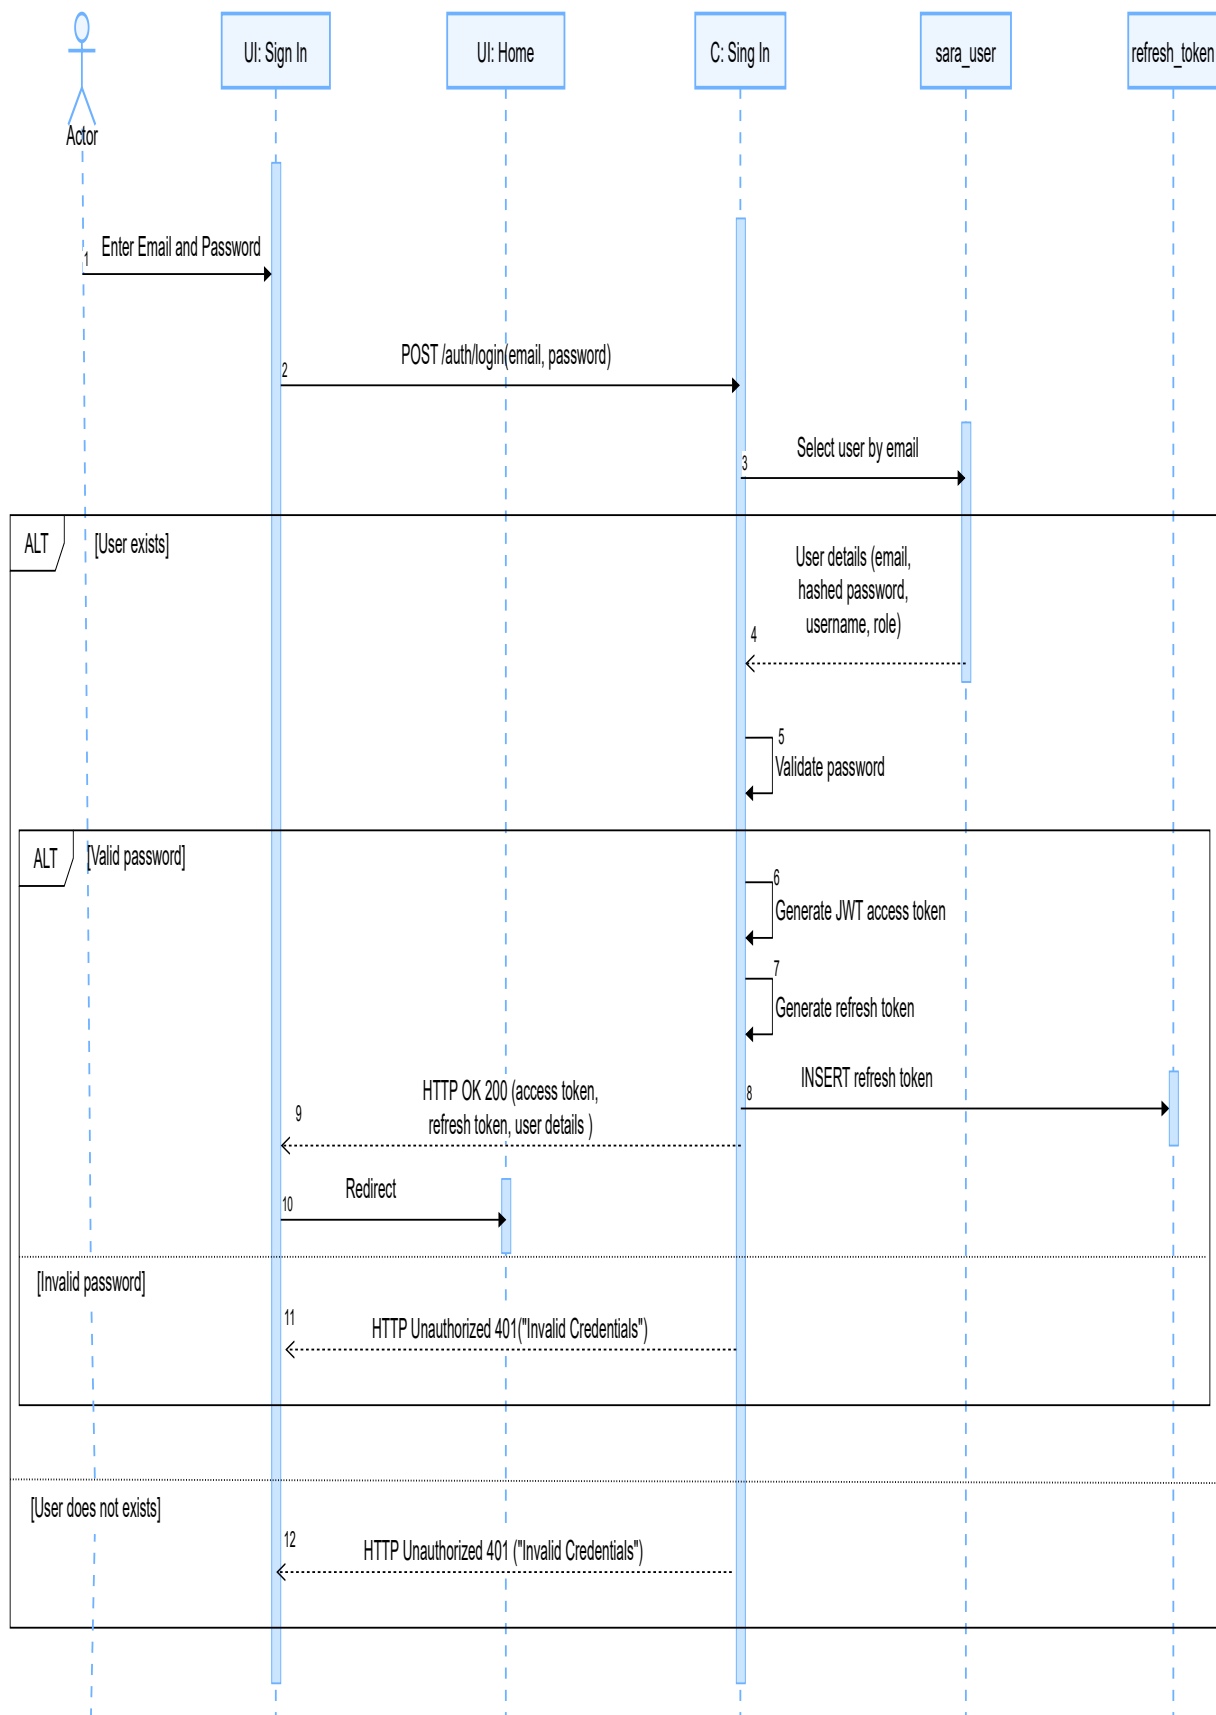 UI: Sign In
UI: Home
C: Sing In
sara_user
refresh_token
Actor
1
Enter Email and Password
2
POST /auth/login(email, password)
3
Select user by email
ALT
[User exists]
User details (email,
hashed password,
username, role)
4
5
Validate password
ALT
[Valid password]
6
Generate JWT access token
7
Generate refresh token
8
INSERT refresh token
9
HTTP OK 200 (access token,
refresh token, user details )
10
Redirect
[Invalid password]
11
HTTP Unauthorized 401("Invalid Credentials")
[User does not exists]
12
HTTP Unauthorized 401 ("Invalid Credentials")